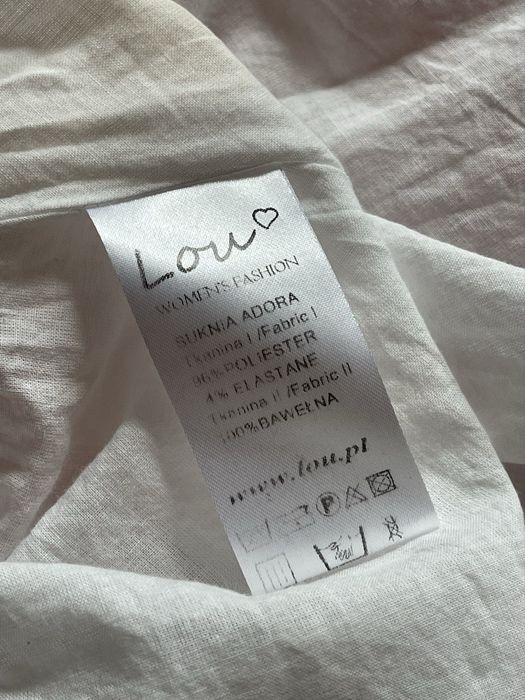 Lou
WOMEN'S FASHION
SUKNIA ADORA
Tkanina I /Fabric I
96%POLIESTER
4% ELASTANE
Tkanina II /Fabric II
100%BAWEŁNA
www.lou.pl
P